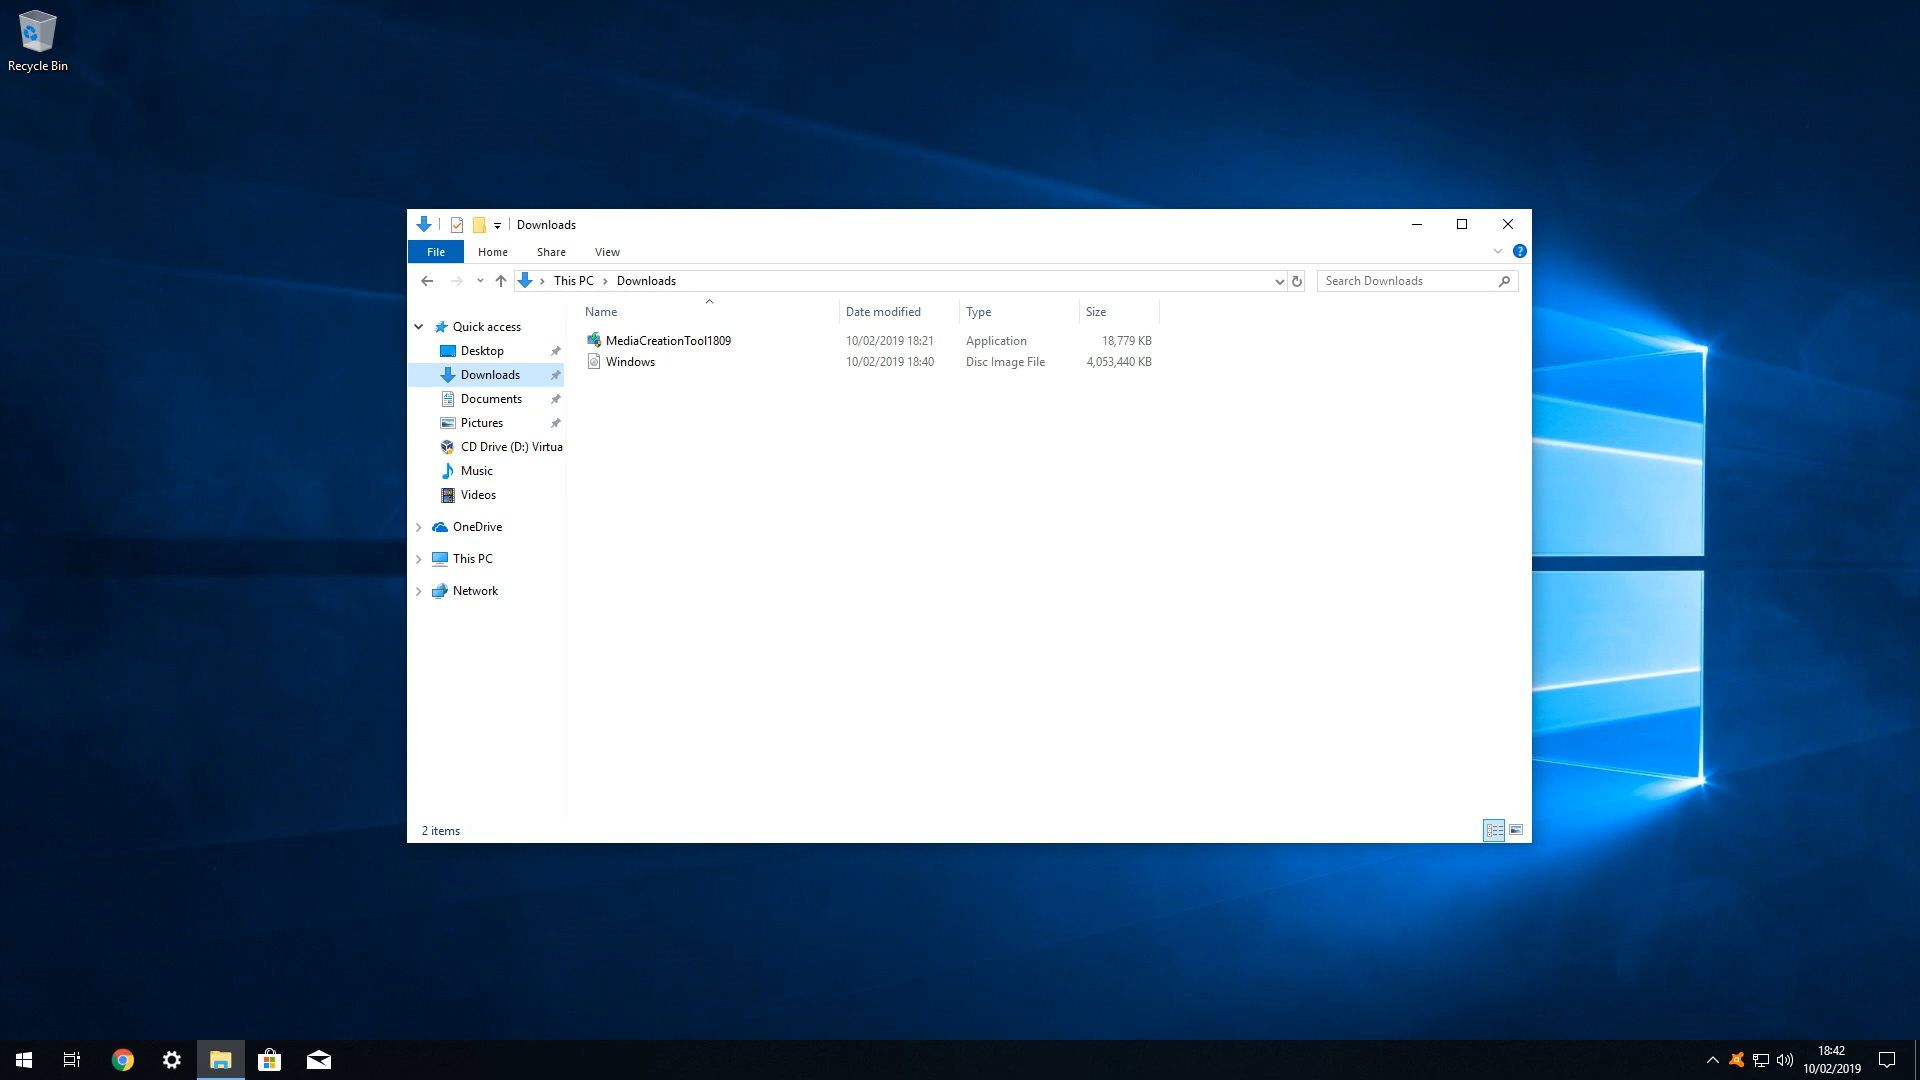 Recycle Bin
Downloads
File Home Share View
This PC Downloads
Search Downloads
Name Date modified Type Size
Quick access
Desktop
Downloads
Documents
Pictures
CD Drive (D:) Virtua
Music
Videos
OneDrive
This PC
Network
MediaCreationTool1809 10/02/2019 18:21 Application 18,779 KB
Windows 10/02/2019 18:40 Disc Image File 4,053,440 KB
2 items
18:42
10/02/2019